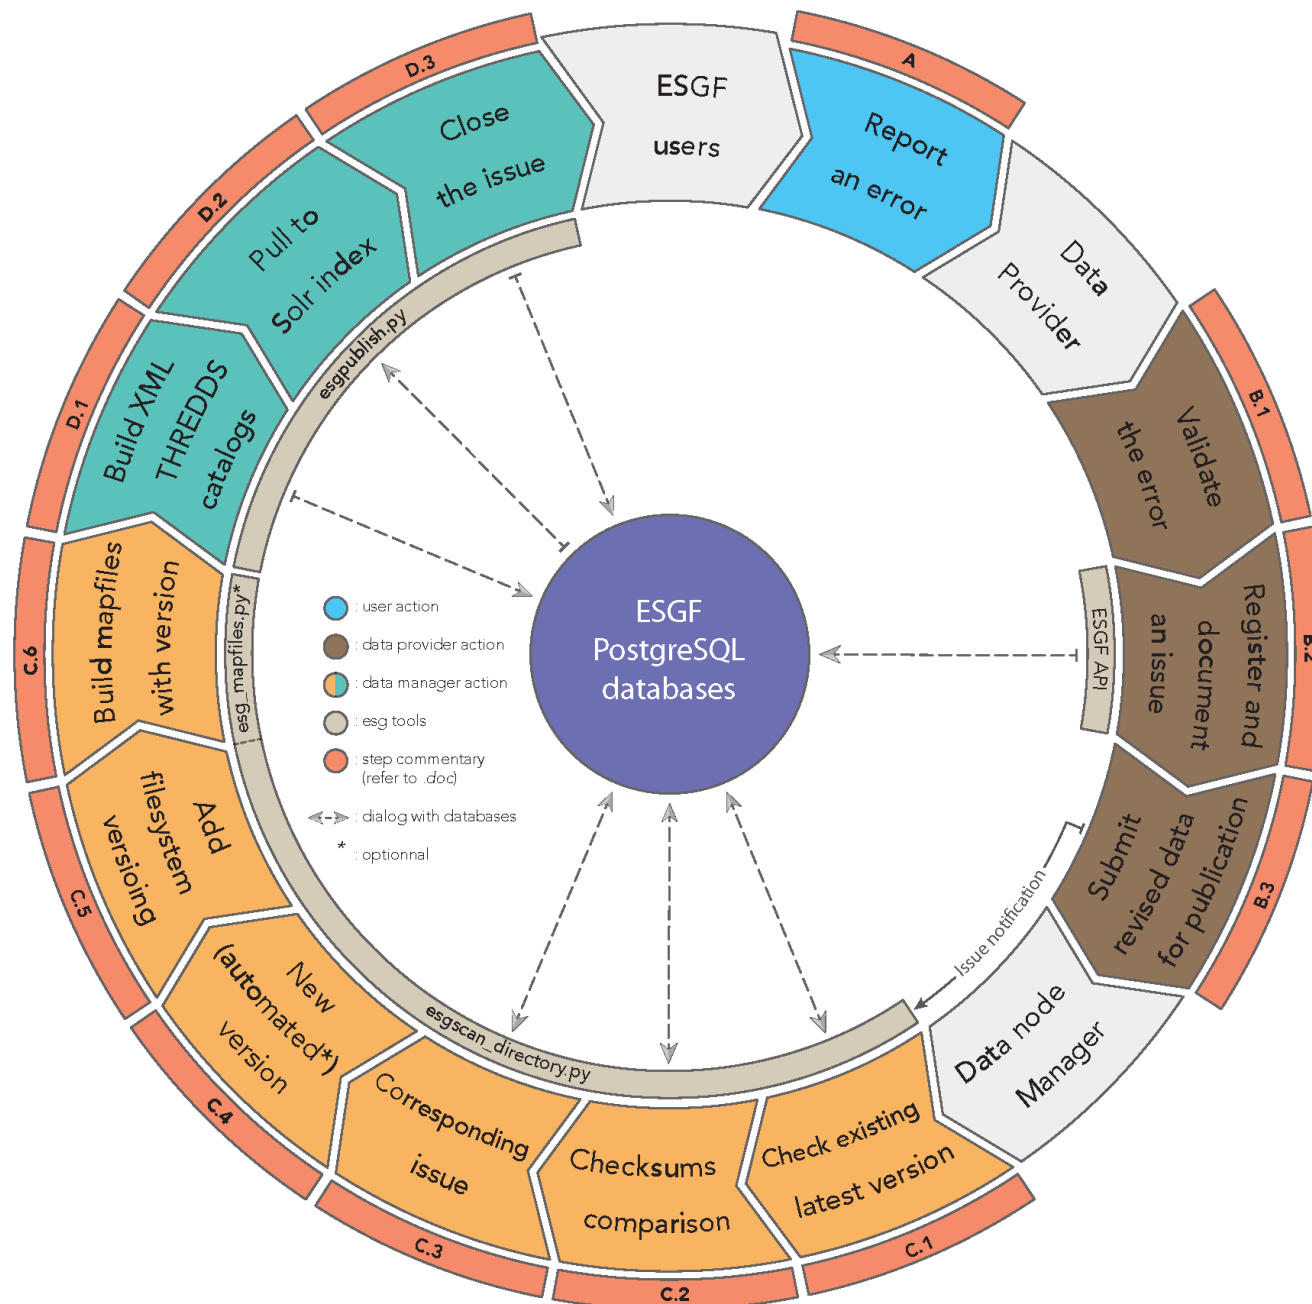 ESGF
users
A
Report
an error
Data
Provider
B.1
Validate
the error
B.2
Register and
document
an issue
ESGF API
B.3
Submit
revised data
for publication
Issue notification
Data node
Manager
C.1
Check existing
latest version
C.2
Checksums
comparison
C.3
Corresponding
issue
esgscan_directory.py
C.4
New
(automated*)
version
C.5
Add
filesystem
versioing
C.6
Build mapfiles
with version
esg_mapfiles.py*
D.1
Build XML
THREDDS
catalogs
D.2
Pull to
Solr index
esgpublish.py
D.3
Close
the issue
ESGF
PostgreSQL
databases
: user action
: data provider action
: data manager action
: esg tools
: step commentary
(refer to .doc)
: dialog with databases
* : optionnal